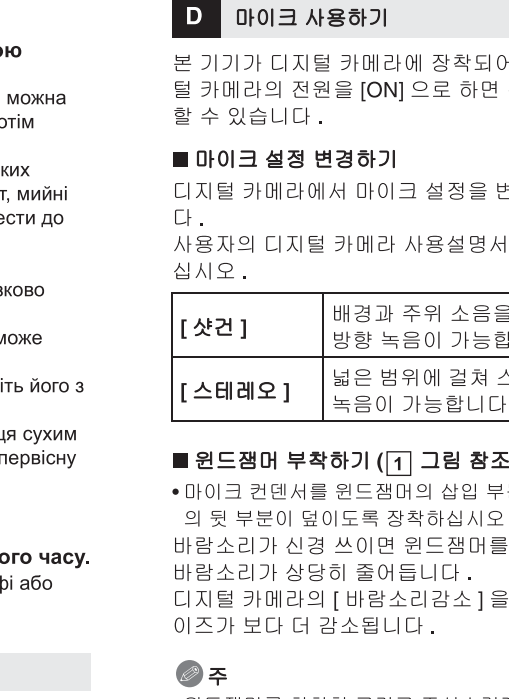 ою
можна
отім
ких
т, мийні
ести до
зково
може
іть його з
ця сухим
первісну
ого часу.
фі або
D 마이크 사용하기
본 기기가 디지털 카메라에 장착되어
털 카메라의 전원을 [ON] 으로 하면
할 수 있습니다 .
■ 마이크 설정 변경하기
디지털 카메라에서 마이크 설정을 변
다 .
사용자의 디지털 카메라 사용설명서
십시오 .
[ 샷건 ] 배경과 주위 소음을
방향 녹음이 가능합
[ 스테레오 ] 넓은 범위에 걸쳐 스
녹음이 가능합니다
■ 윈드잼머 부착하기 ( 1 그림 참조
• 마이크 컨덴서를 윈드잼머의 삽입 부
의 뒷 부분이 덮이도록 장착하십시오
바람소리가 신경 쓰이면 윈드잼머를
바람소리가 상당히 줄어듭니다 .
디지털 카메라의 [ 바람소리감소 ] 을
이즈가 보다 더 감소됩니다 .
주